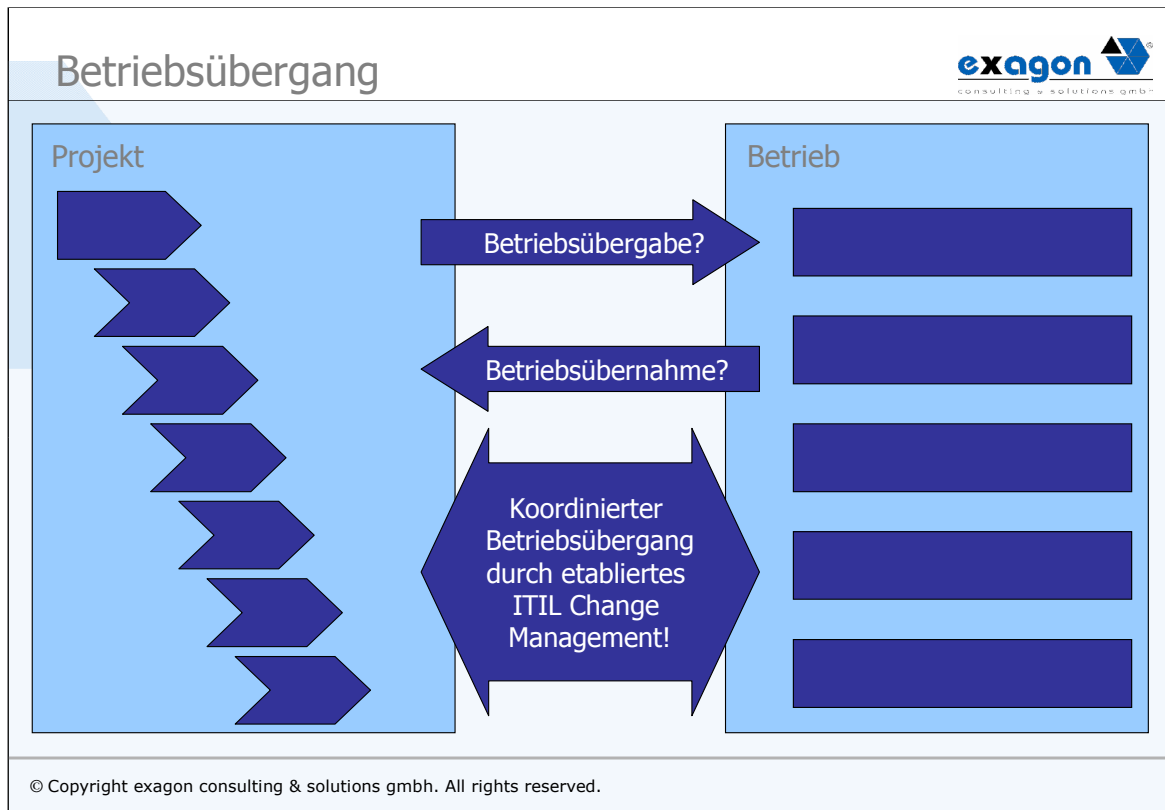 Betriebsübergang
exagon
®
consulting & solutions gmbh
Projekt
Betrieb
Betriebsübergabe?
Betriebsübernahme?
Koordinierter
Betriebsübergang
durch etabliertes
ITIL Change
Management!
© Copyright exagon consulting & solutions gmbh. All rights reserved.